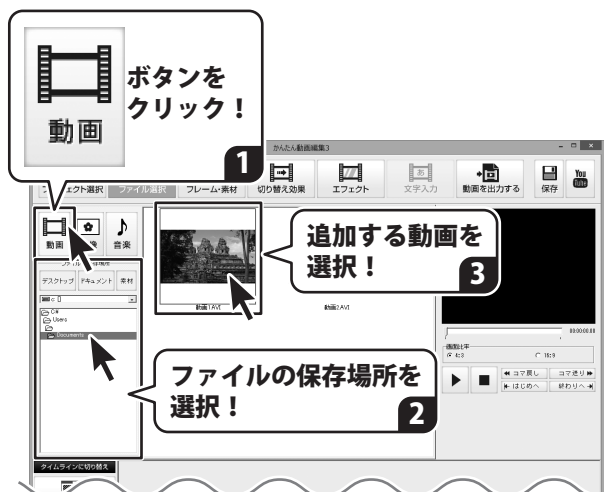 動画
ボタンを
クリック！
1
かんたん動画編集3
ファイル選択
フレーム・素材
切り替え効果
エフェクト
あ
文字入力
動画を出力する
保存
You
Tube
動画
音楽
デスクトップ
ドキュメント
素材
c: []
C:¥
Users
Documents
動画1.AVI
動画2.AVI
追加する動画を
選択！
3
ファイルの保存場所を
選択！
2
00:00:00.00
画面比率
4:3
16:9
コマ戻し
コマ送り
はじめへ
終わりへ
タイムラインに切り替え